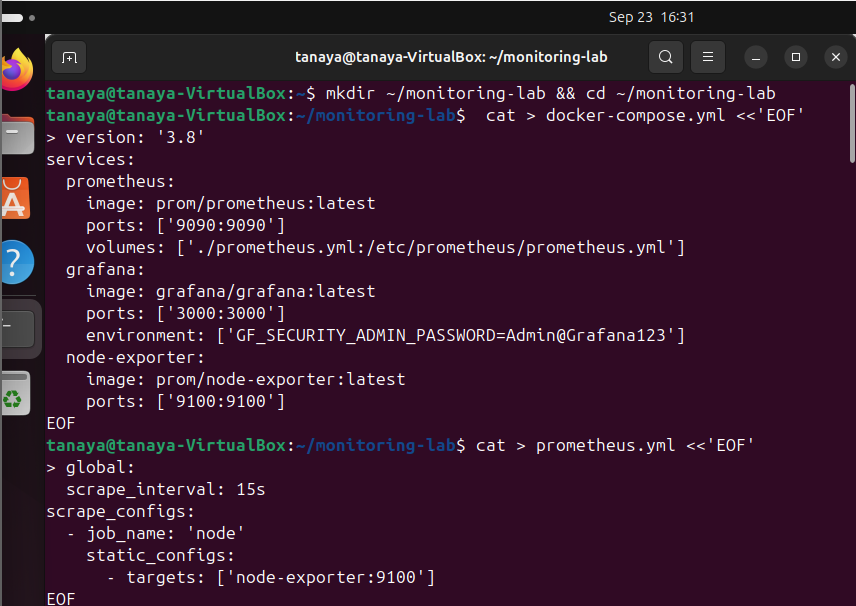 Sep 23 16:31
tanaya@tanaya-VirtualBox: ~/monitoring-lab
tanaya@tanaya-VirtualBox:~$ mkdir ~/monitoring-lab && cd ~/monitoring-lab
tanaya@tanaya-VirtualBox:~/monitoring-lab$  cat > docker-compose.yml <<'EOF'
> version: '3.8'
services:
  prometheus:
    image: prom/prometheus:latest
    ports: ['9090:9090']
    volumes: ['./prometheus.yml:/etc/prometheus/prometheus.yml']
  grafana:
    image: grafana/grafana:latest
    ports: ['3000:3000']
    environment: ['GF_SECURITY_ADMIN_PASSWORD=Admin@Grafana123']
  node-exporter:
    image: prom/node-exporter:latest
    ports: ['9100:9100']
EOF
tanaya@tanaya-VirtualBox:~/monitoring-lab$ cat > prometheus.yml <<'EOF'
> global:
  scrape_interval: 15s
scrape_configs:
  - job_name: 'node'
    static_configs:
      - targets: ['node-exporter:9100']
EOF